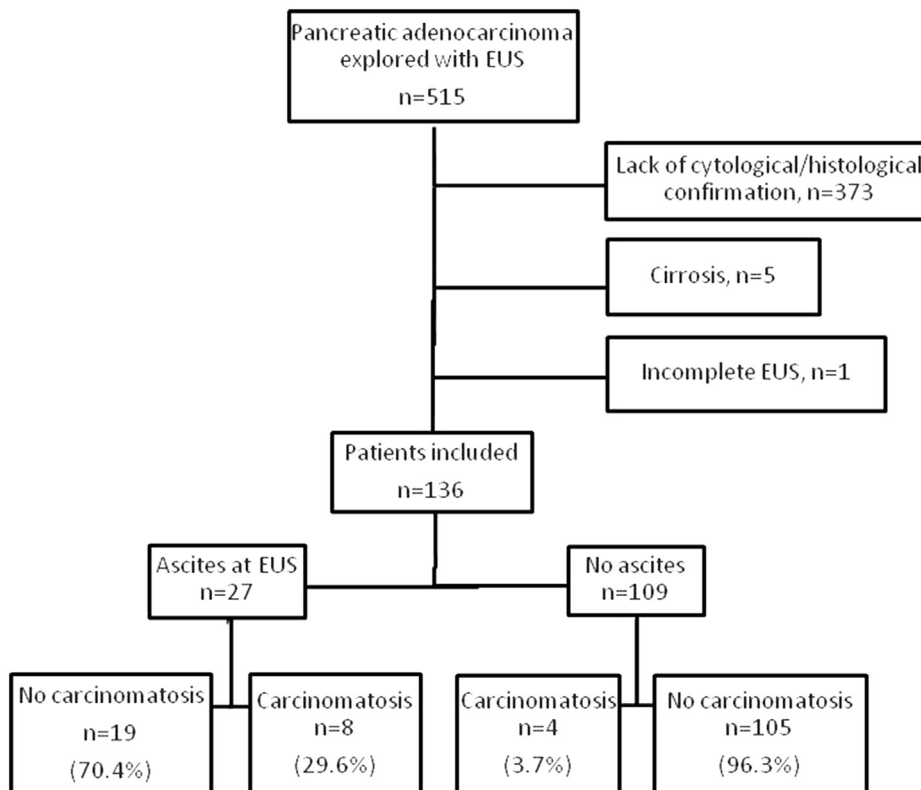 Pancreatic adenocarcinoma
explored with EUS
n=515
Lack of cytological/histological
confirmation, n=373
Cirrosis, n=5
Incomplete EUS, n=1
Patients included
n=136
Ascites at EUS
n=27
No ascites
n=109
No carcinomatosis
n=19
(70.4%)
Carcinomatosis
n=8
(29.6%)
Carcinomatosis
n=4
(3.7%)
No carcinomatosis
n=105
(96.3%)